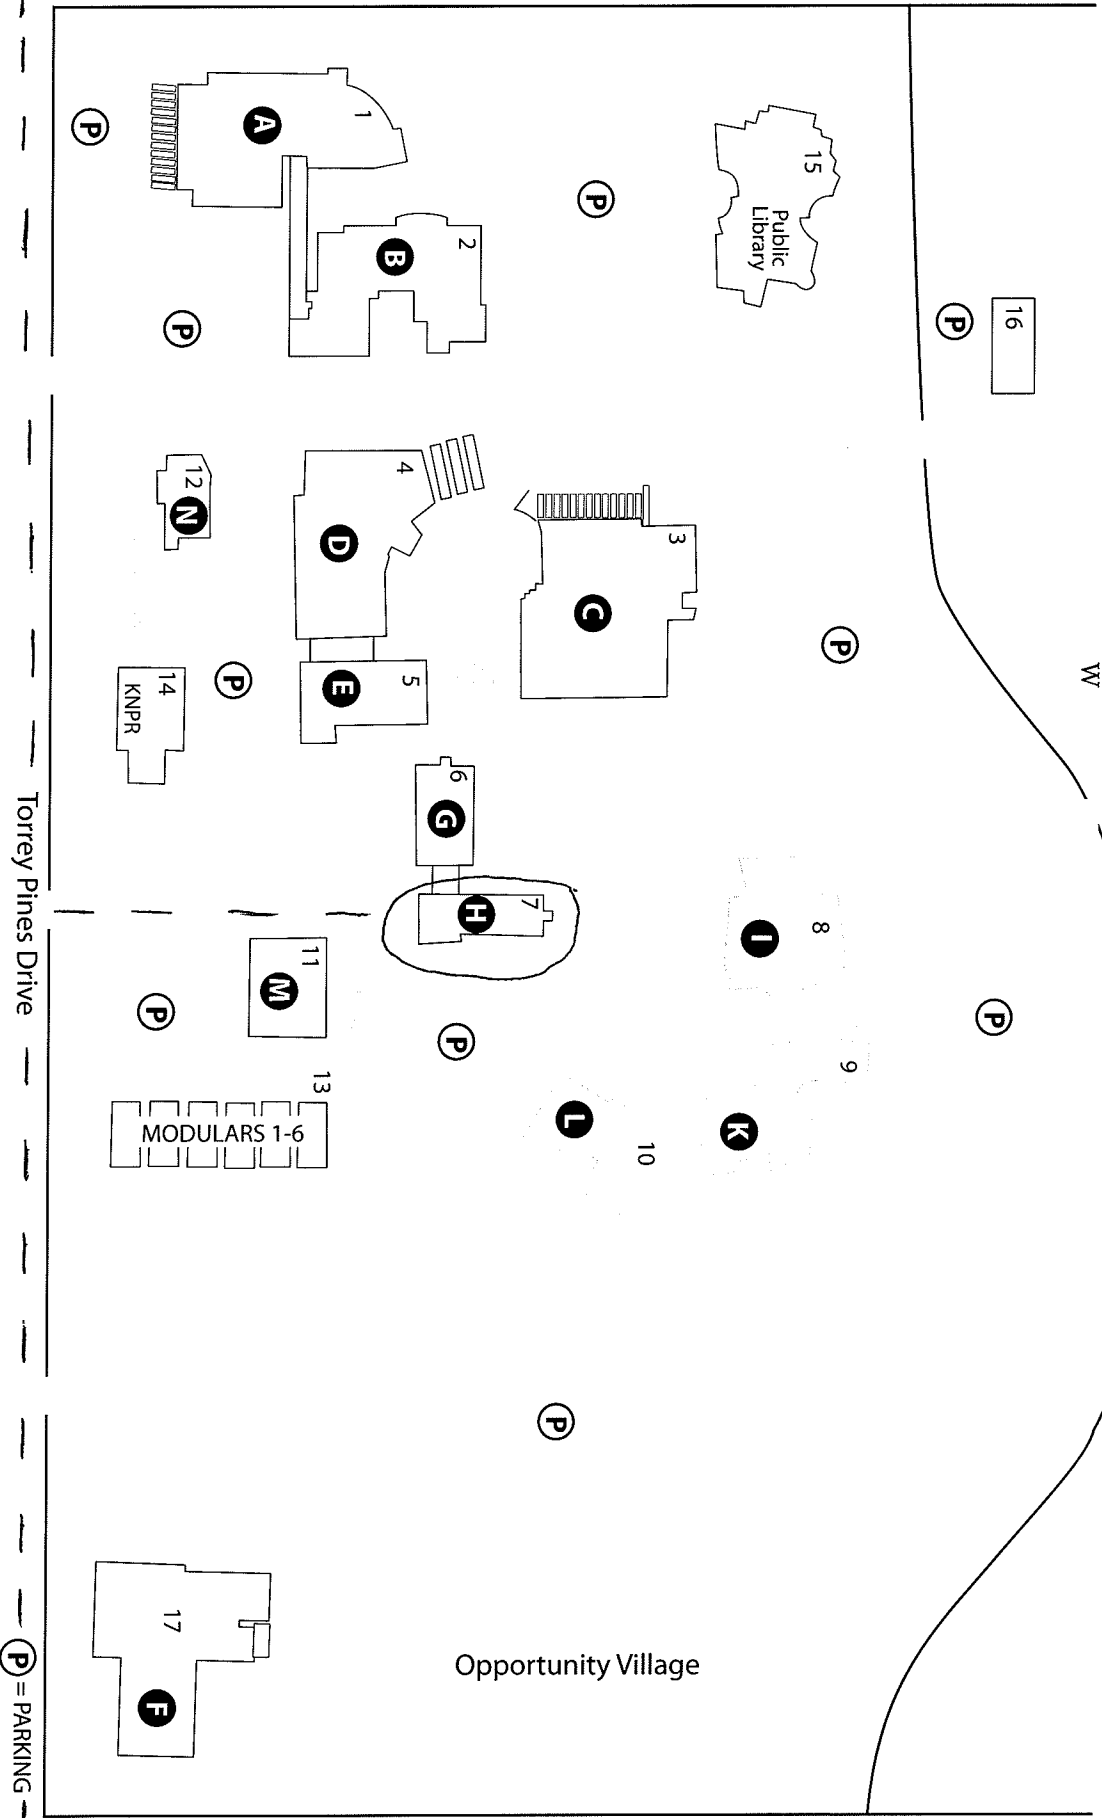 1
A
P
15
Public
Library
P
2
B
P
16
P
12
N
4
D
3
C
P
W
5
E
P
14
KNPR
6
G
7
H
8
I
P
11
M
P
P
9
K
10
L
13
MODULARS 1-6
P
17
F
Opportunity Village
Torrey Pines Drive
P = PARKING